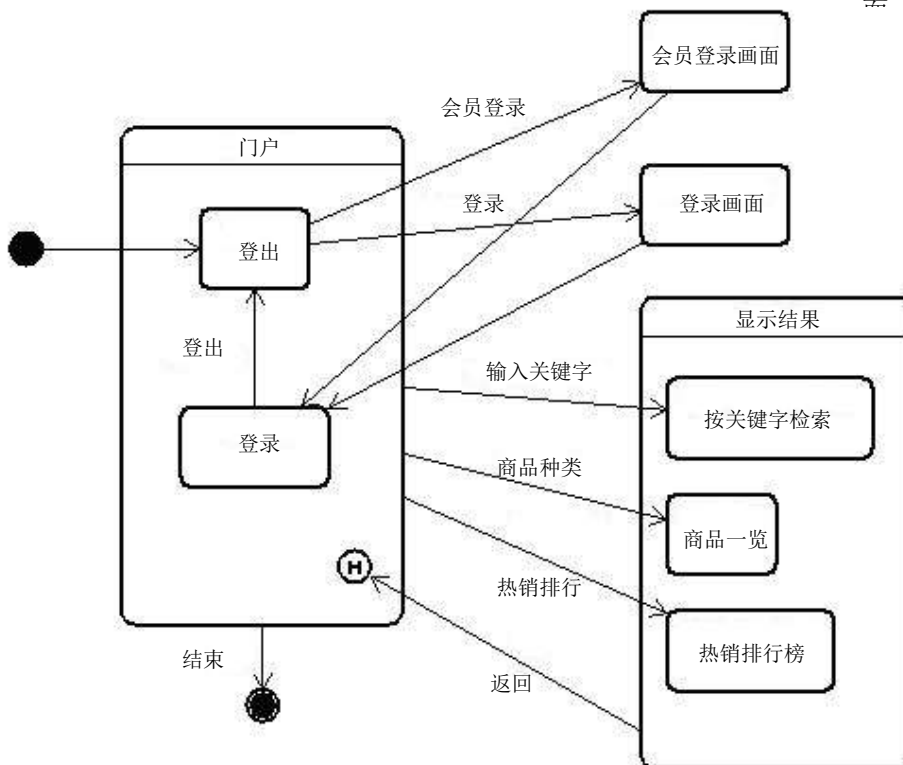 会员登录画面
会员登录
门户
登录
登录画面
登出
显示结果
登出
输入关键字
按关键字检索
登录
商品种类
商品一览
H
热销排行
热销排行榜
结束
返回